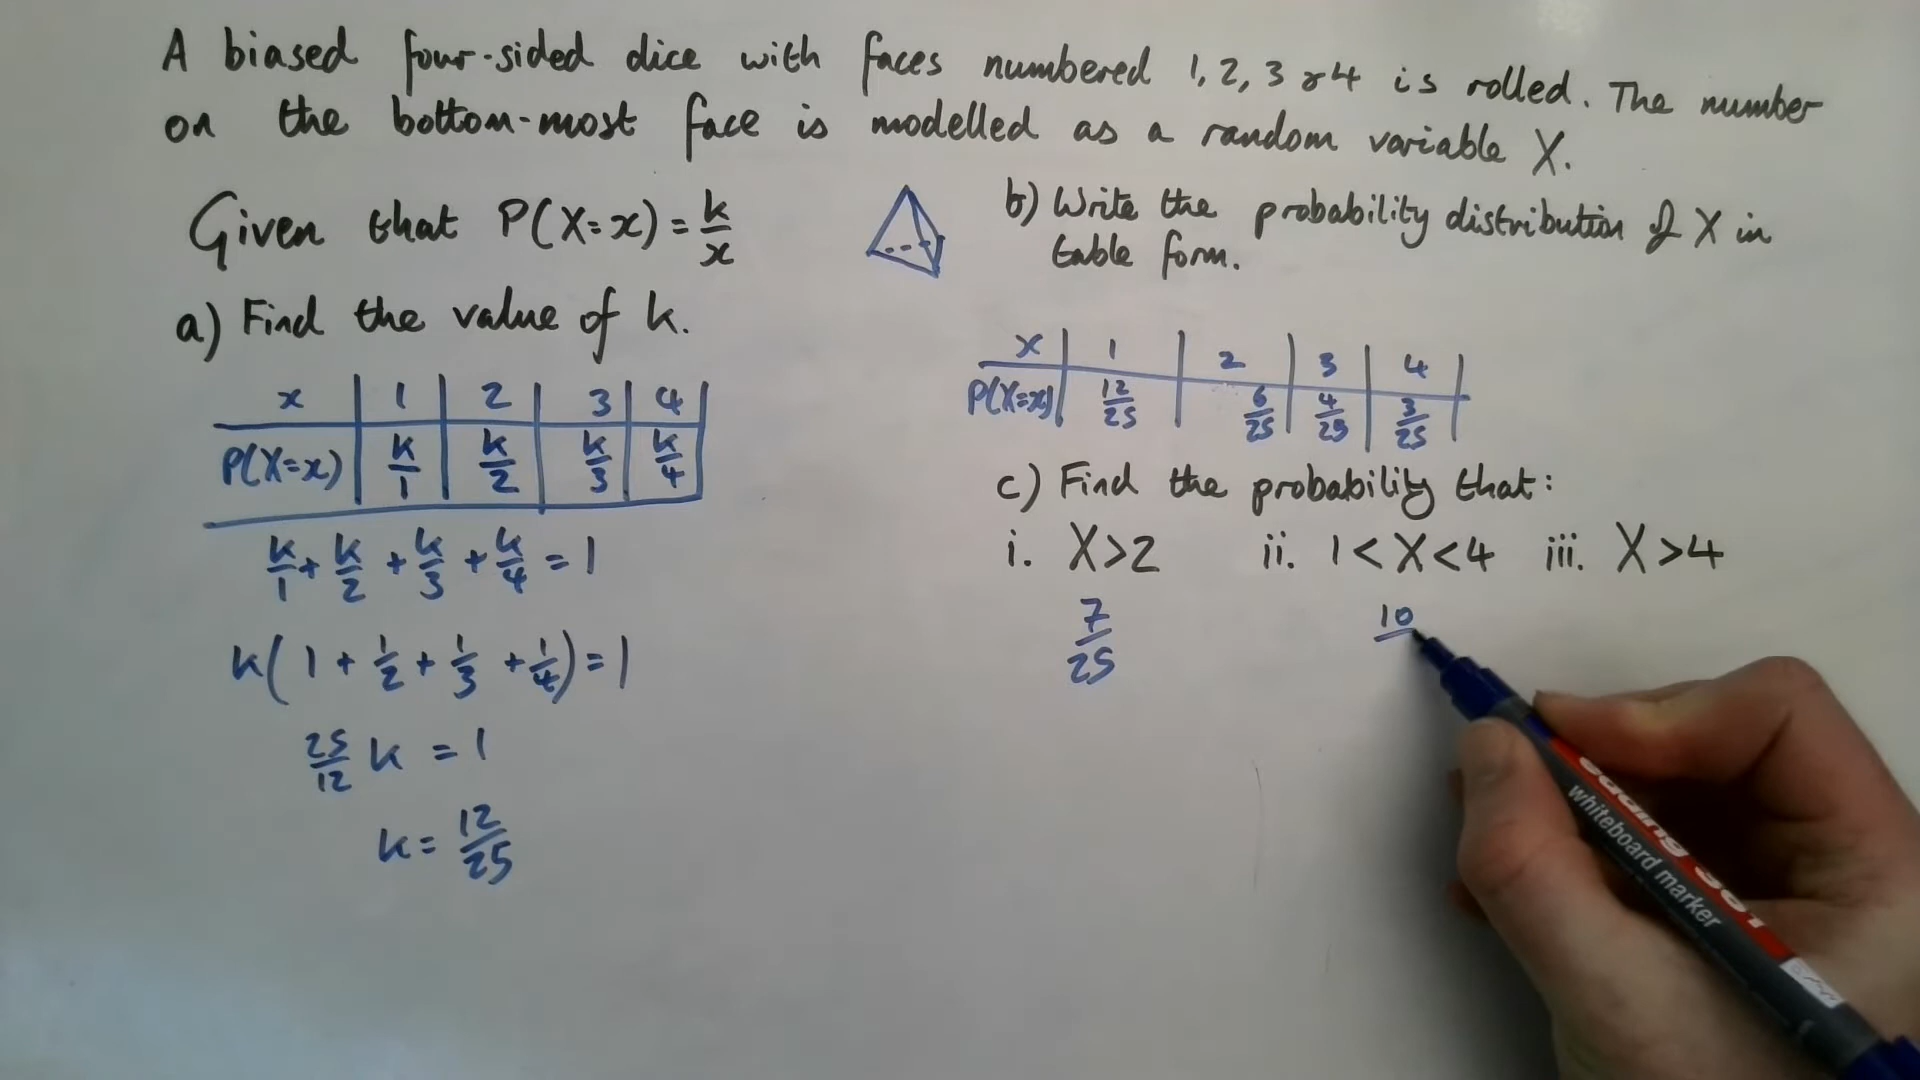 A biased four-sided dice with faces numbered 1, 2, 3 & 4 is rolled. The number
on the bottom-most face is modelled as a random variable X.
Given that P(X=x) = k/x
a) Find the value of k.
x | 1 | 2 | 3 | 4
P(X=x) | k/1 | k/2 | k/3 | k/4
k/1 + k/2 + k/3 + k/4 = 1
k(1 + 1/2 + 1/3 + 1/4) = 1
25/12 k = 1
k = 12/25
b) Write the probability distribution of X in
table form.
x | 1 | 2 | 3 | 4
P(X=x) | 12/25 | 6/25 | 4/25 | 3/25
c) Find the probability that:
i. X>2 ii. 1<X<4 iii. X>4
7/25 10
edding 361
whiteboard marker